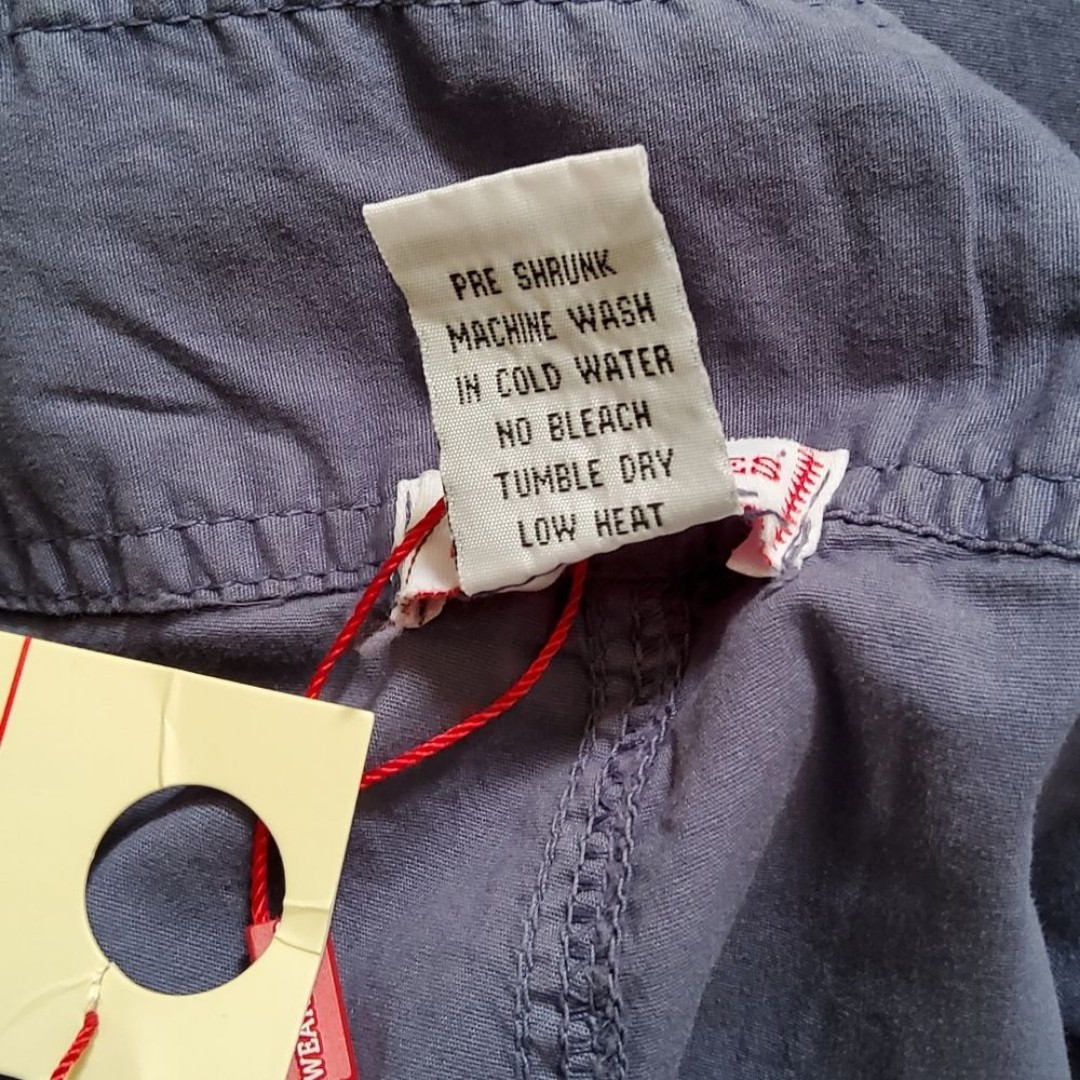 PRE SHRUNK
MACHINE WASH
IN COLD WATER
NO BLEACH
TUMBLE DRY
LOW HEAT